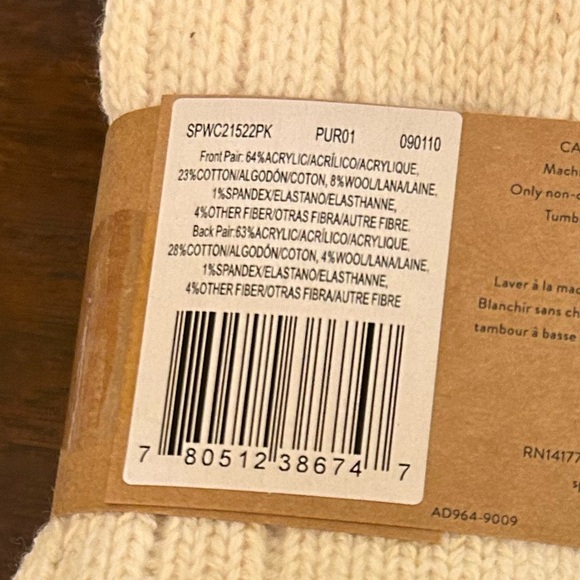 SPWC21522PK PUR01 090110
Front Pair: 64%ACRYLIC/ACRÍLICO/ACRYLIQUE,
23%COTTON/ALGODÓN/COTON, 8%WOOL/LANA/LAINE,
1%SPANDEX/ELASTANO/ELASTHANNE,
4%OTHER FIBER/OTRAS FIBRA/AUTRE FIBRE.
Back Pair:63%ACRYLIC/ACRÍLICO/ACRYLIQUE,
28%COTTON/ALGODÓN/COTON, 4%WOOL/LANA/LAINE,
1%SPANDEX/ELASTANO/ELASTHANNE,
4%OTHER FIBER/OTRAS FIBRA/AUTRE FIBRE
7 80512 38674 7
CA
Mach
Only non-
Tumb
Laver à la mac
Blanchir sans ch
tambour à basse
RN14177
AD964-9009